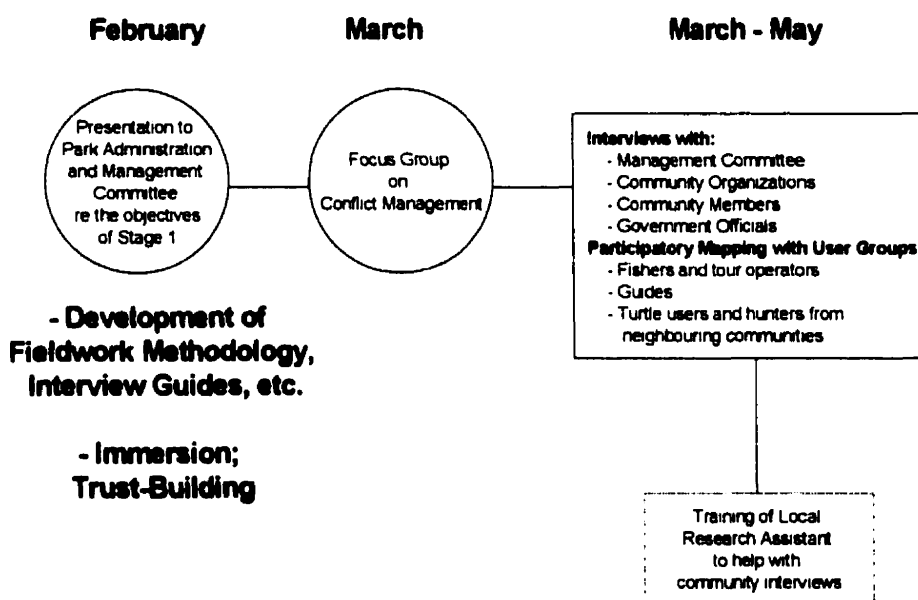 February
March
March - May
Presentation to
Park Administration
and Management
Committee
re the objectives
of Stage 1
Focus Group
on
Conflict Management
Interviews with:
- Management Committee
- Community Organizations
- Community Members
- Government Officials
Participatory Mapping with User Groups
- Fishers and tour operators
- Guides
- Turtle users and hunters from
neighbouring communities
- Development of
Fieldwork Methodology,
Interview Guides, etc.
- Immersion;
Trust-Building
Training of Local
Research Assistant
to help with
community interviews